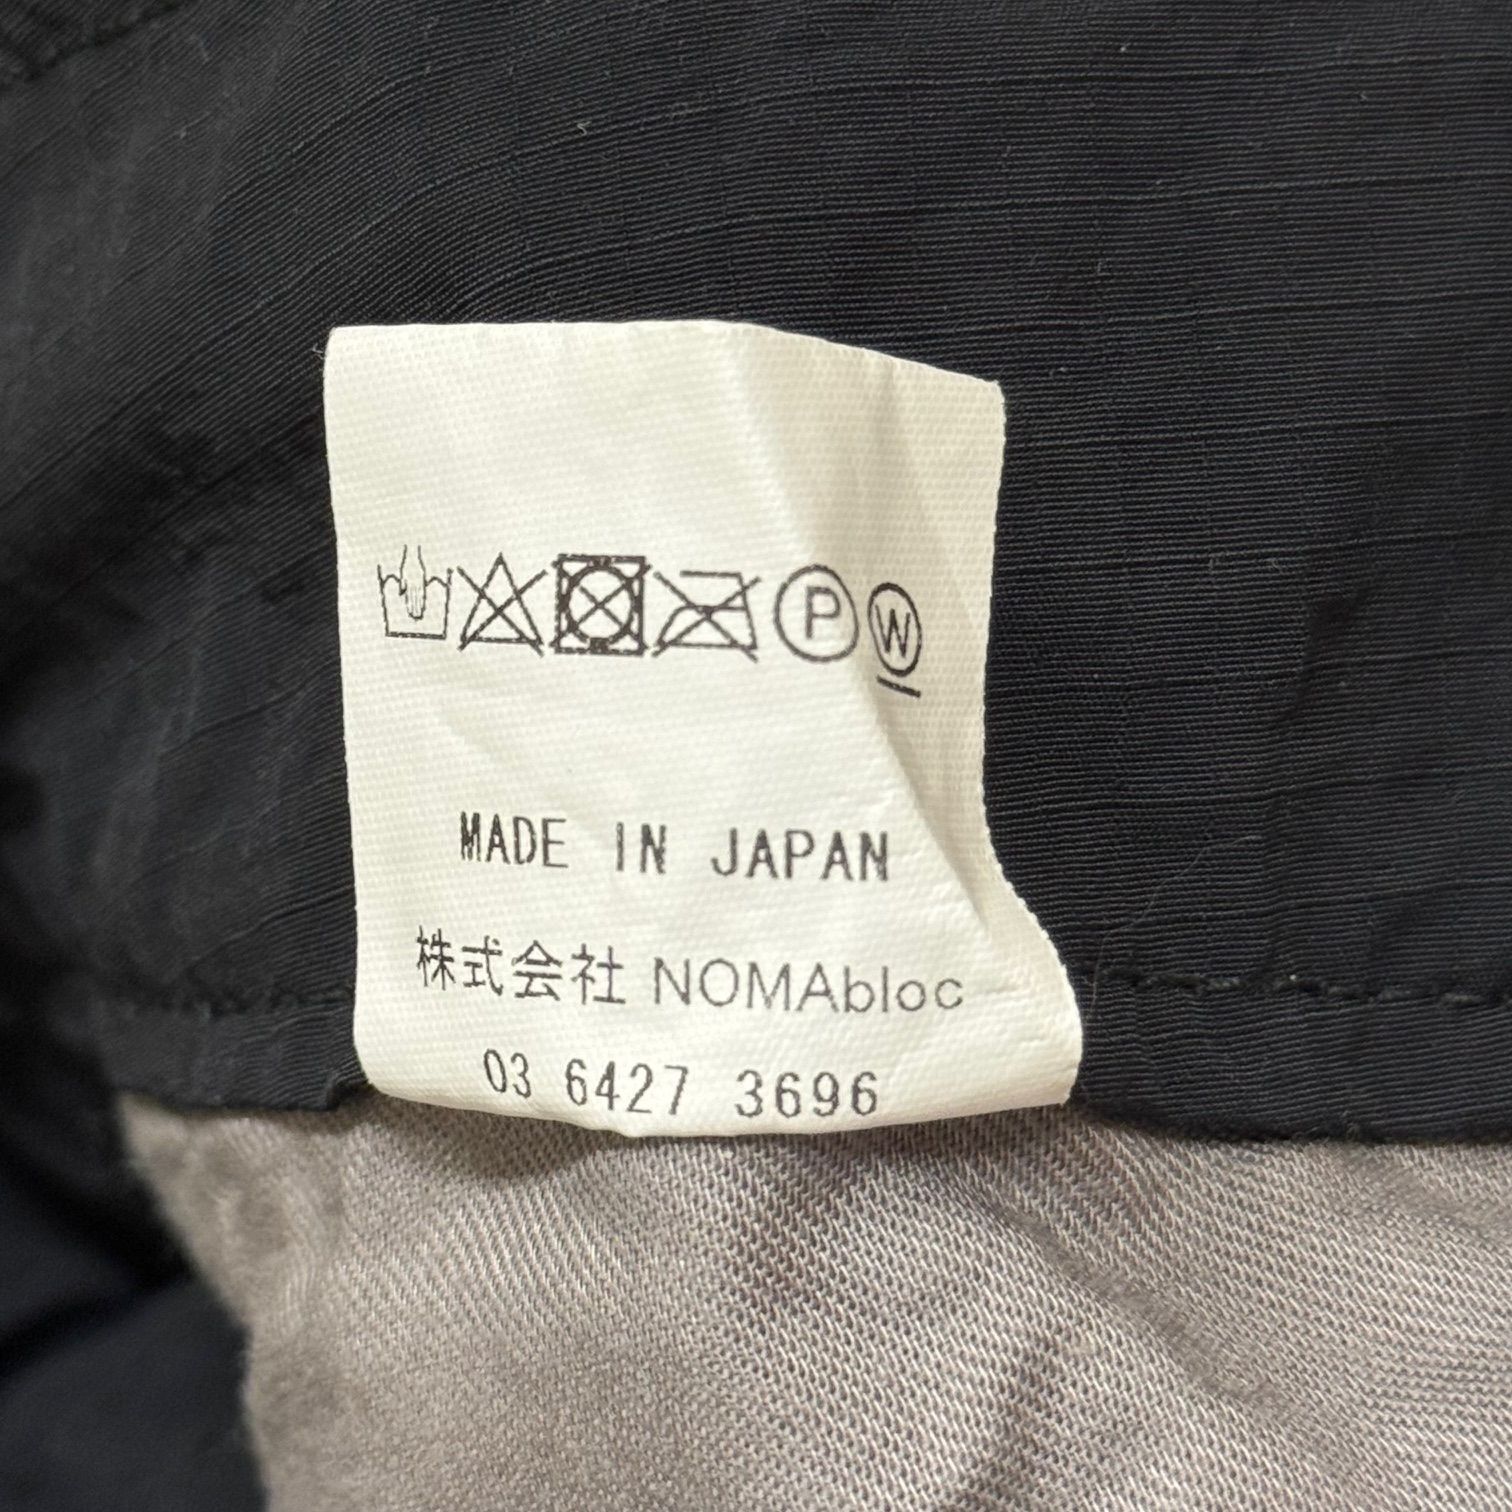 P W
MADE IN JAPAN
株式会社 NOMAbloc
03 6427 3696